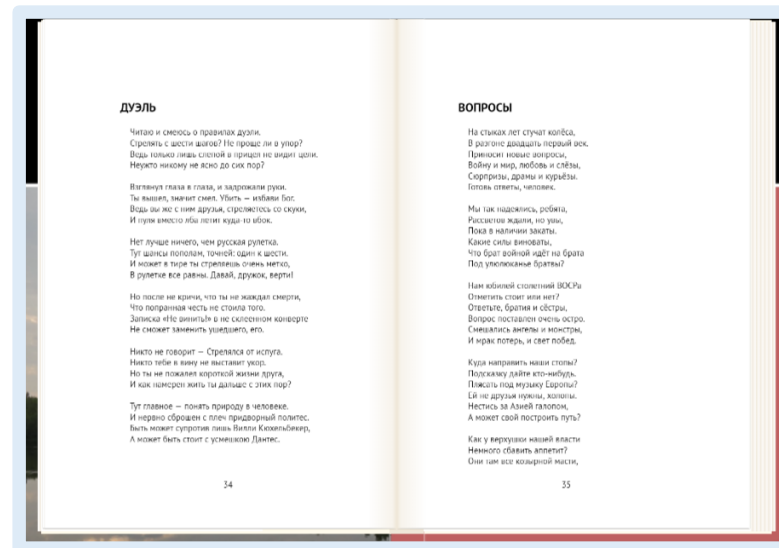 ДУЭЛЬ
Читаю и смеюсь о правилах дуэли.
Стрелять с шести шагов? Не проще ли в упор?
Ведь только лишь слепой в прицел не видит цели.
Неужто никому не ясно до сих пор?
Взглянул глаза в глаза, и задрожали руки.
Ты вышел, значит смел. Убить — избави Бог.
Ведь вы же с ним друзья, стреляетесь со скуки,
И пуля вместо лба летит куда-то вбок.
Нет лучше ничего, чем русская рулетка.
Тут шансы пополам, точней: один к шести.
И может в тире ты стреляешь очень метко,
В рулетке все равны. Давай, дружок, верти!
Но после не кричи, что ты не жаждал смерти,
Что попранная честь не стоила того.
Записка «Не винить!» в не склеенном конверте
Не сможет заменить ушедшего, его.
Никто не говорит — Стрелялся от испуга.
Никто тебе в вину не выставит укор.
Но ты не пожалел короткой жизни друга,
И как намерен жить ты дальше с этих пор?
Тут главное — понять природу в человеке.
И нервно сброшен с плеч придворный политес.
Быть может супротив лишь Вилли Кюхельбекер,
А может быть стоит с усмешкою Дантес.
34
ВОПРОСЫ
На стыках лет стучат колёса,
В разгоне двадцать первый век.
Приносит новые вопросы,
Войну и мир, любовь и слёзы,
Сюрпризы, драмы и курьёзы.
Готовь ответы, человек.
Мы так надеялись, ребята,
Рассветов ждали, но увы,
Пока в наличии закаты.
Какие силы виноваты,
Что брат войной идёт на брата
Под улюлюканье братвы?
Нам юбилей столетний ВОСРа
Отметить стоит или нет?
Ответьте, братия и сёстры,
Вопрос поставлен очень остро.
Смешались ангелы и монстры,
И мрак потерь, и свет побед.
Куда направить наши стопы?
Подсказку дайте кто-нибудь.
Плясать под музыку Европы?
Ей не друзья нужны, холопы.
Нестись за Азией галопом,
А может свой построить путь?
Как у верхушки нашей власти
Немного сбавить аппетит?
Они там все козырной масти,
35